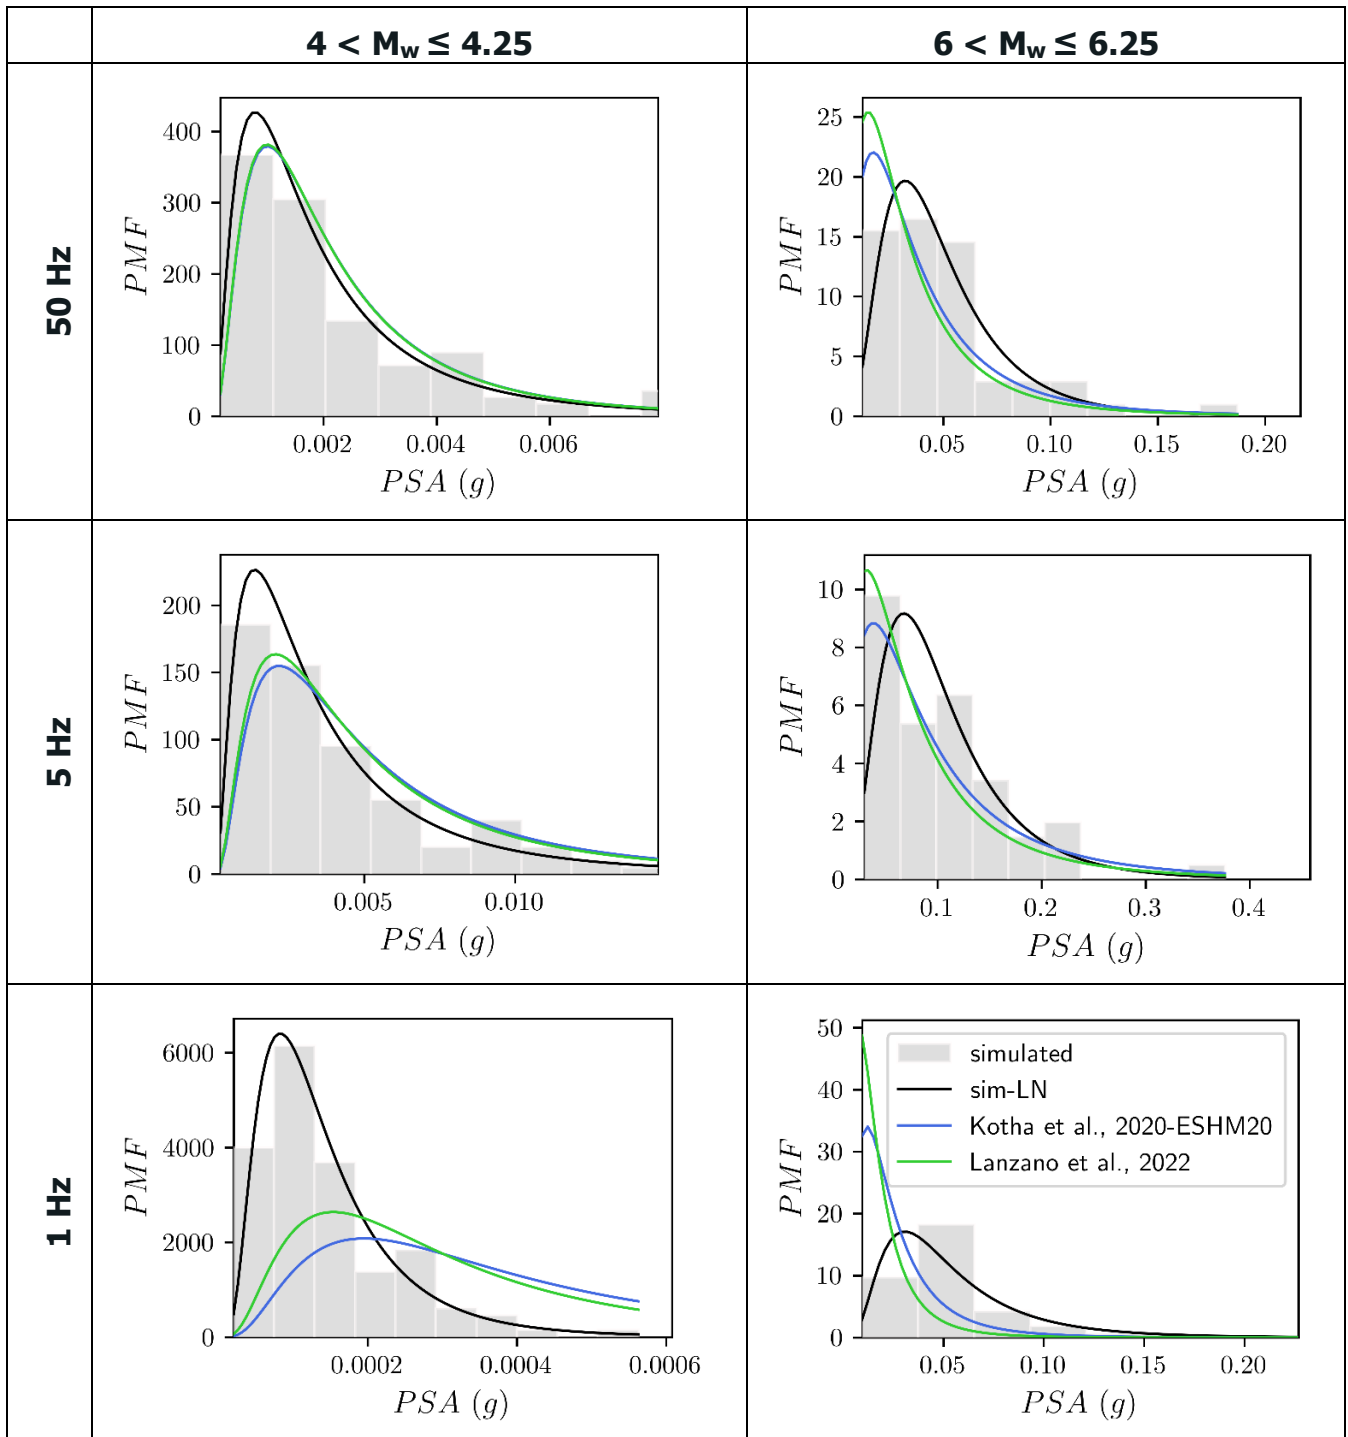 4 < Mw ≤ 4.25
6 < Mw ≤ 6.25
50 Hz
PMF
400
300
200
100
0
0.002 0.004 0.006
PSA (g)
PMF
25
20
15
10
5
0
0.05 0.10 0.15 0.20
PSA (g)
5 Hz
PMF
200
150
100
50
0
0.005 0.010
PSA (g)
PMF
10
8
6
4
2
0
0.1 0.2 0.3 0.4
PSA (g)
1 Hz
PMF
6000
4000
2000
0
0.0002 0.0004 0.0006
PSA (g)
PMF
50
40
30
20
10
0
simulated
sim-LN
Kotha et al., 2020-ESHM20
Lanzano et al., 2022
0.05 0.10 0.15 0.20
PSA (g)